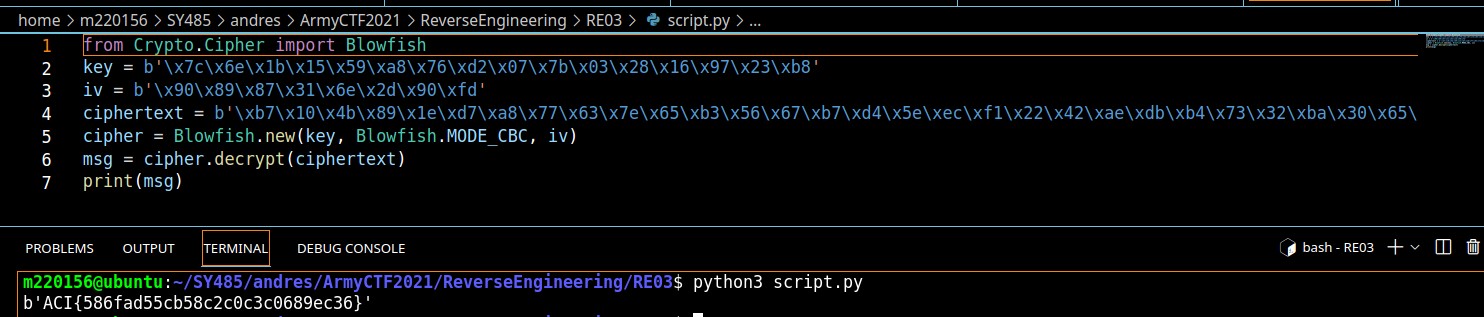 home > m220156 > SY485 > andres > ArmyCTF2021 > ReverseEngineering > RE03 > script.py > ...
1 from Crypto.Cipher import Blowfish
2 key = b'\x7c\x6e\x1b\x15\x59\xa8\x76\xd2\x07\x7b\x03\x28\x16\x97\x23\xb8'
3 iv = b'\x90\x89\x87\x31\x6e\x2d\x90\xfd'
4 ciphertext = b'\xb7\x10\x4b\x89\x1e\xd7\xa8\x77\x63\x7e\x65\xb3\x56\x67\xb7\xd4\x5e\xec\xf1\x22\x42\xae\xdb\xb4\x73\x32\xba\x30\x65\
5 cipher = Blowfish.new(key, Blowfish.MODE_CBC, iv)
6 msg = cipher.decrypt(ciphertext)
7 print(msg)
PROBLEMS OUTPUT TERMINAL DEBUG CONSOLE bash - RE03
m220156@ubuntu:~/SY485/andres/ArmyCTF2021/ReverseEngineering/RE03$ python3 script.py
b'ACI{586fad55cb58c2c0c3c0689ec36}'